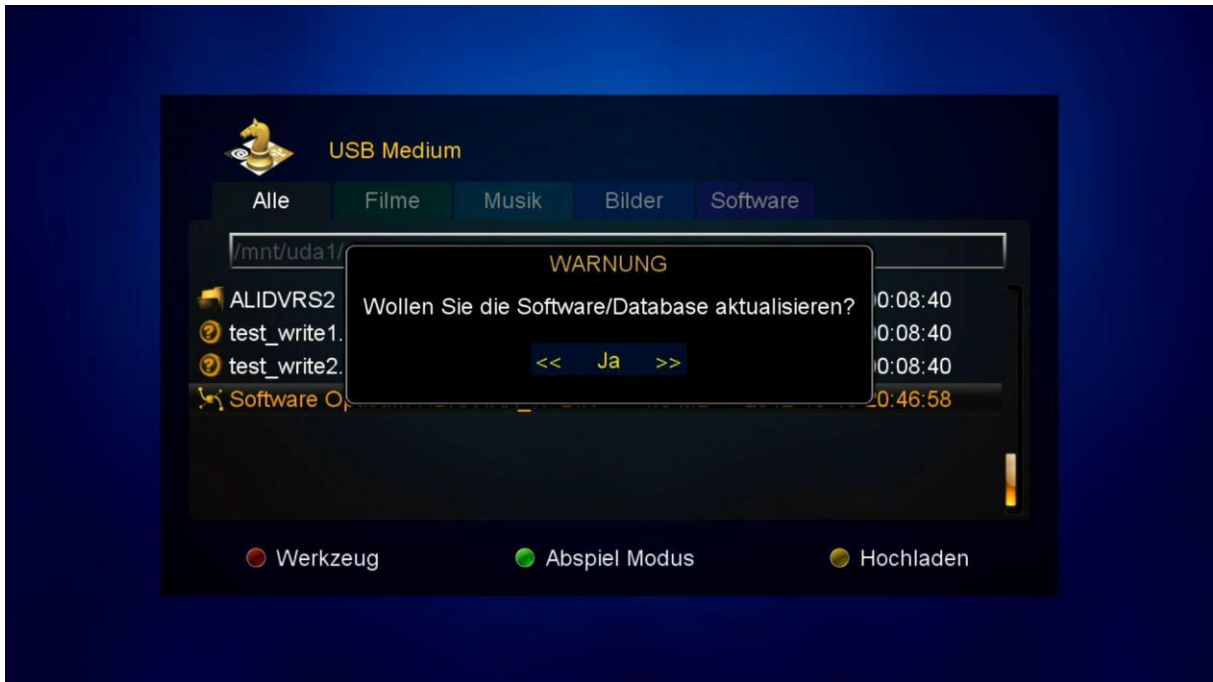 USB Medium
Alle Filme Musik Bilder Software
/mnt/uda1/
WARNUNG
Wollen Sie die Software/Database aktualisieren?
<< Ja >>
ALIDVRS2 0:08:40
test_write1. 0:08:40
test_write2. 0:08:40
Software 20:46:58
Werkzeug Abspiel Modus Hochladen